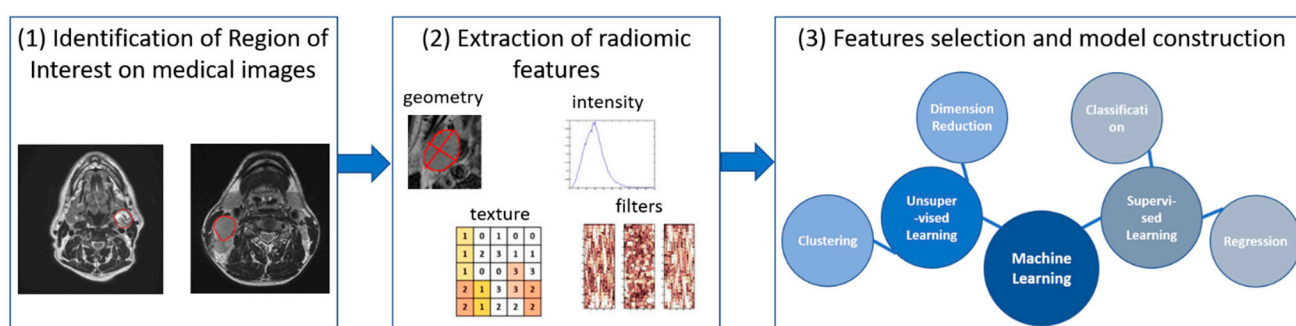 (1) Identification of Region of
Interest on medical images
(2) Extraction of radiomic
features
geometry
intensity
texture
1 0 1 0 0
1 2 3 1 1
1 0 0 3 3
2 1 3 3 2
2 1 2 2 2
filters
(3) Features selection and model construction
Dimension
Reduction
Classificati
on
Clustering
Unsuper
-vised
Learning
Machine
Learning
Supervi-
sed
Learning
Regression